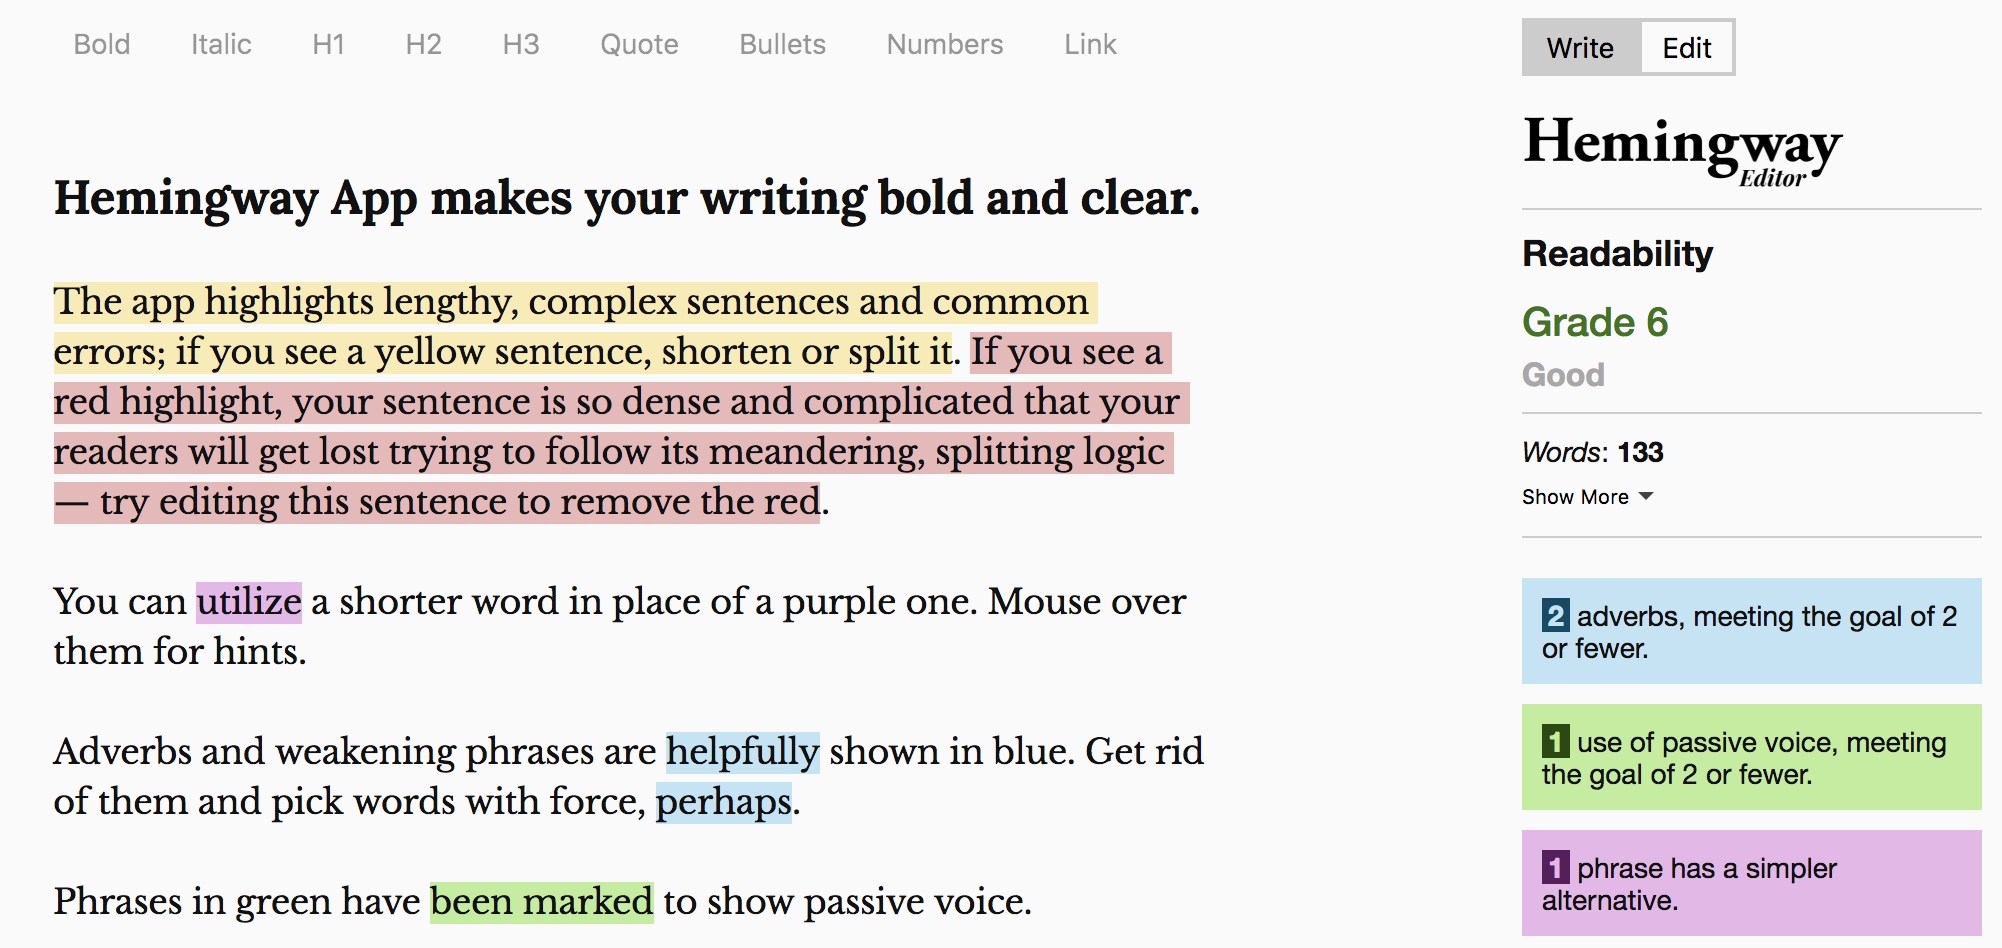 Bold Italic H1 H2 H3 Quote Bullets Numbers Link
Hemingway App makes your writing bold and clear.
The app highlights lengthy, complex sentences and common
errors; if you see a yellow sentence, shorten or split it. If you see a
red highlight, your sentence is so dense and complicated that your
readers will get lost trying to follow its meandering, splitting logic
— try editing this sentence to remove the red.
You can utilize a shorter word in place of a purple one. Mouse over
them for hints.
Adverbs and weakening phrases are helpfully shown in blue. Get rid
of them and pick words with force, perhaps.
Phrases in green have been marked to show passive voice.
Write Edit
Hemingway
Editor
Readability
Grade 6
Good
Words: 133
Show More
2 adverbs, meeting the goal of 2
or fewer.
1 use of passive voice, meeting
the goal of 2 or fewer.
1 phrase has a simpler
alternative.